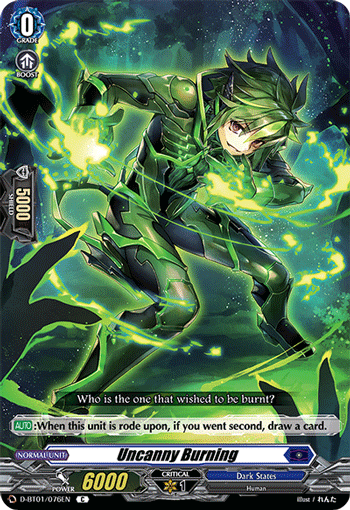 0
GRADE
BOOST
5000
SHIELD
Who is the one that wished to be burnt?
AUTO:When this unit is rode upon, if you went second, draw a card.
NORMAL UNIT
Uncanny Burning
POWER 6000
CRITICAL
1
Dark States
Human
D-BT01/076EN C
illust / れんた